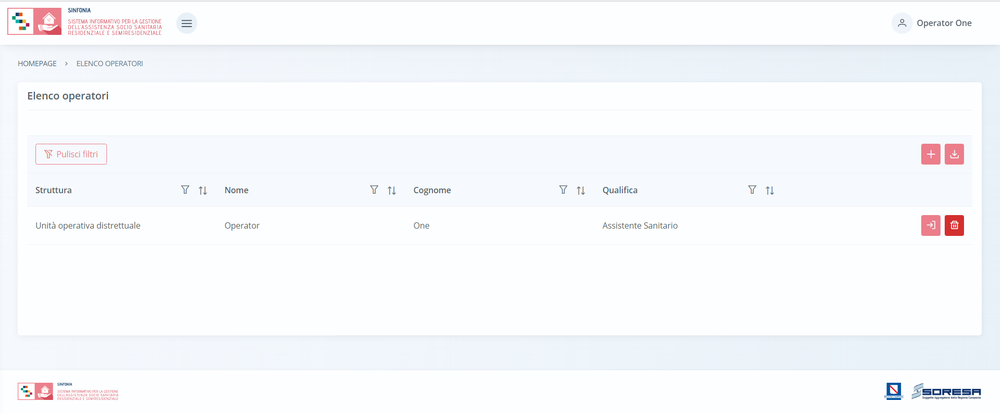 SINFONIA
SISTEMA INFORMATIVO PER LA GESTIONE
DELL'ASSISTENZA SOCIO SANITARIA
RESIDENZIALE E SEMIRESIDENZIALE
Operator One
HOMEPAGE > ELENCO OPERATORI
Elenco operatori
Pulisci filtri
Struttura Nome Cognome Qualifica
Unità operativa distrettuale Operator One Assistente Sanitario
SINFONIA
SISTEMA INFORMATIVO PER LA GESTIONE
DELL'ASSISTENZA SOCIO SANITARIA
RESIDENZIALE E SEMIRESIDENZIALE
REGIONE CAMPANIA
SORESA
Soggetto Aggregatore della Regione Campania